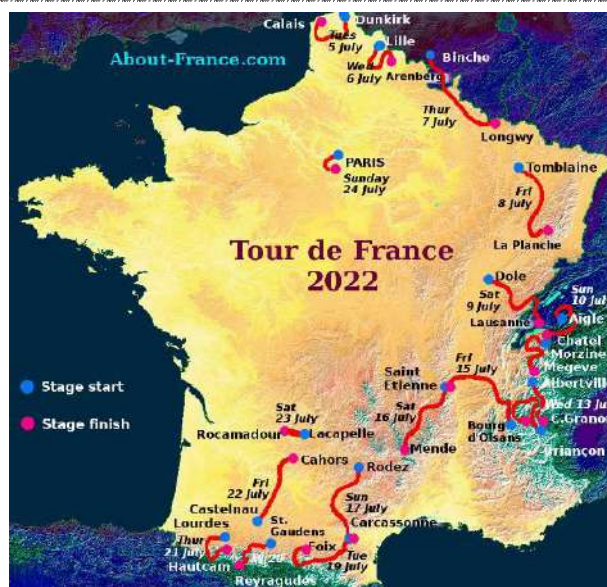 Calais
Dunkirk
Tues
5 July
Lille
About-France.com
Wed
6 July
Arenberg
Binche
Thur
7 July
Longwy
PARIS
Sunday
24 July
Tomblaine
Fri
8 July
La Planche
Tour de France
2022
Dole
Sat
9 July
Sun
10 July
Lausanne
Aigle
Chatel
Morzine
Megeve
Albertvill
Saint
Etienne
Fri
15 July
Stage start
Stage finish
Wed 13 Ju
Sat
16 July
Bourg
d'Oisans
Sat
23 July
Rocamadour
Lacapelle
Mende
Cahors
Rodez
Fri
22 July
Sun
17 July
Castelnau
Lourdes
St.
Gaudens
Carcassonne
Thur
21 July
Foix
Tue
19 July
Hautcam
Reyragudes